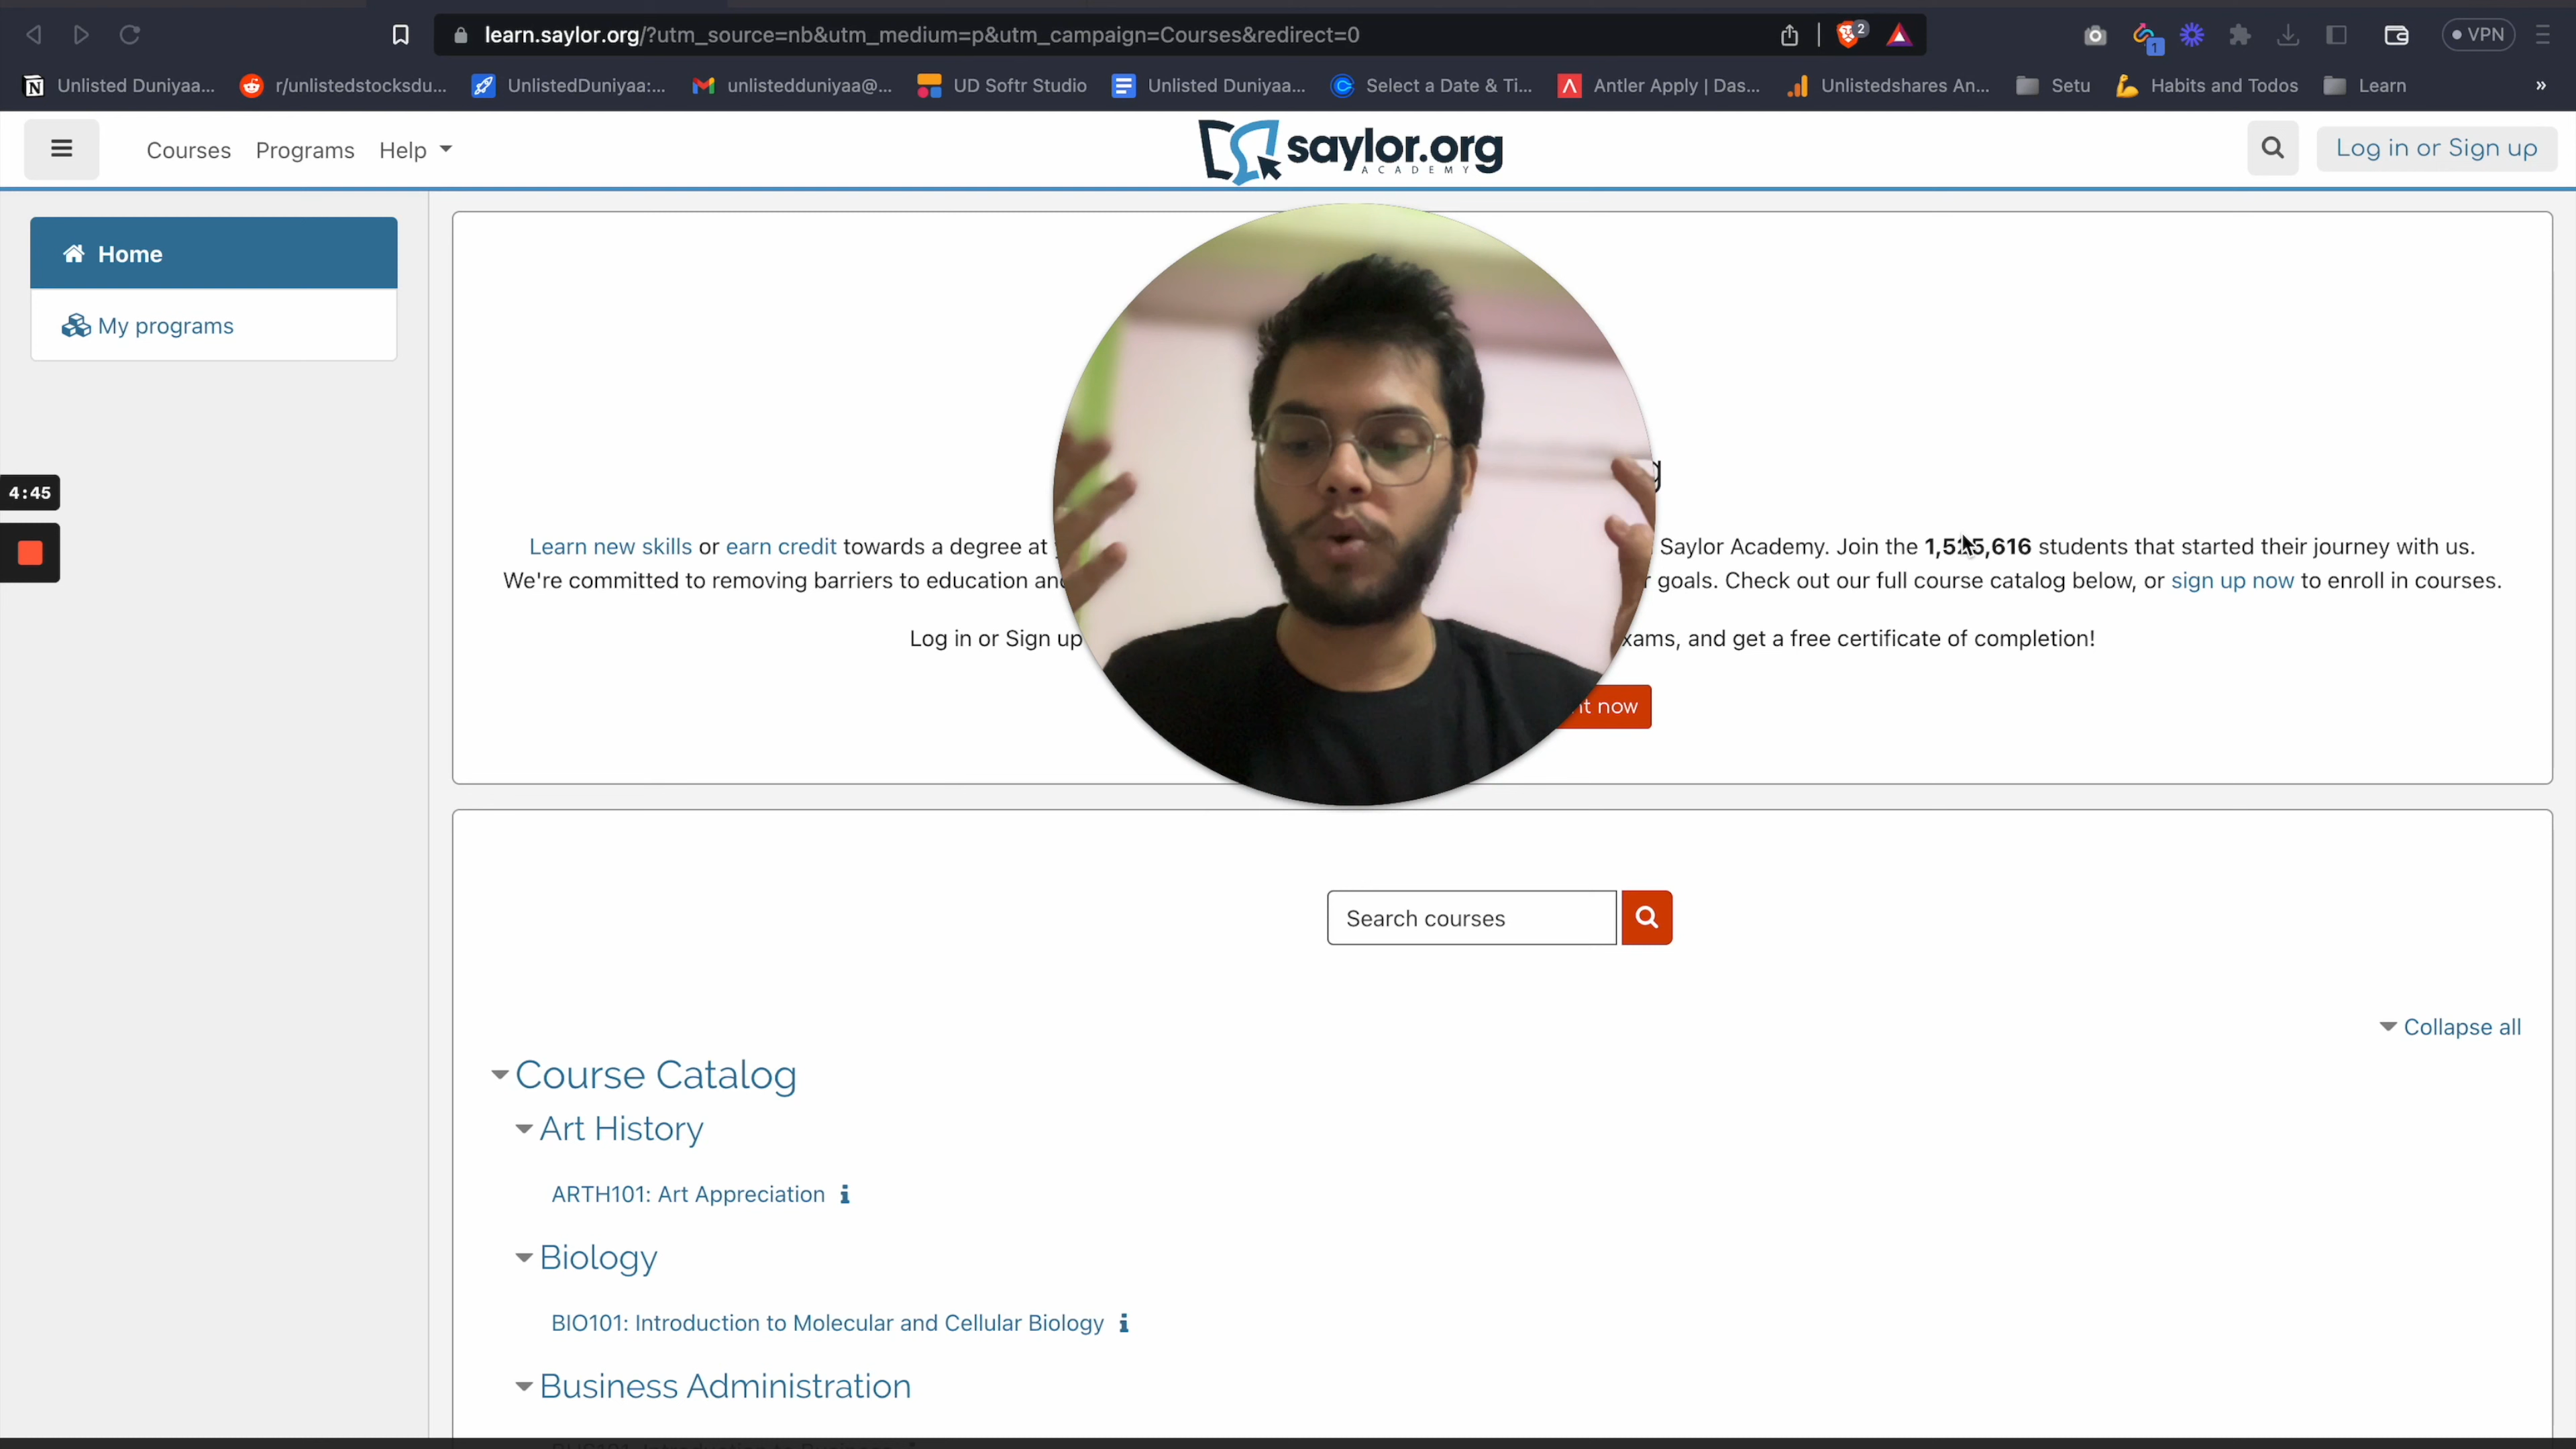 learn.saylor.org/?utm_source=nb&utm_medium=p&utm_campaign=Courses&redirect=0
2
1
VPN
Unlisted Duniyaa...
r/unlistedstocksdu...
UnlistedDuniyaa:...
unlistedduniyaa@...
UD Softr Studio
Unlisted Duniyaa...
Select a Date & Ti...
Antler Apply | Das...
Unlistedshares An...
Setu
Habits and Todos
Learn
»
Courses
Programs
Help
saylor.org
ACADEMY
Log in or Sign up
Home
My programs
4:45
Learn new skills or earn credit towards a degree at Saylor Academy. Join the students that started their journey with us.
We're committed to removing barriers to education goals. Check out our full course catalog below, or sign up now to enroll in courses.
Log in or Sign up and get a free certificate of completion!
now
Search courses
Collapse all
Course Catalog
Art History
ARTH101: Art Appreciation
Biology
BIO101: Introduction to Molecular and Cellular Biology
Business Administration